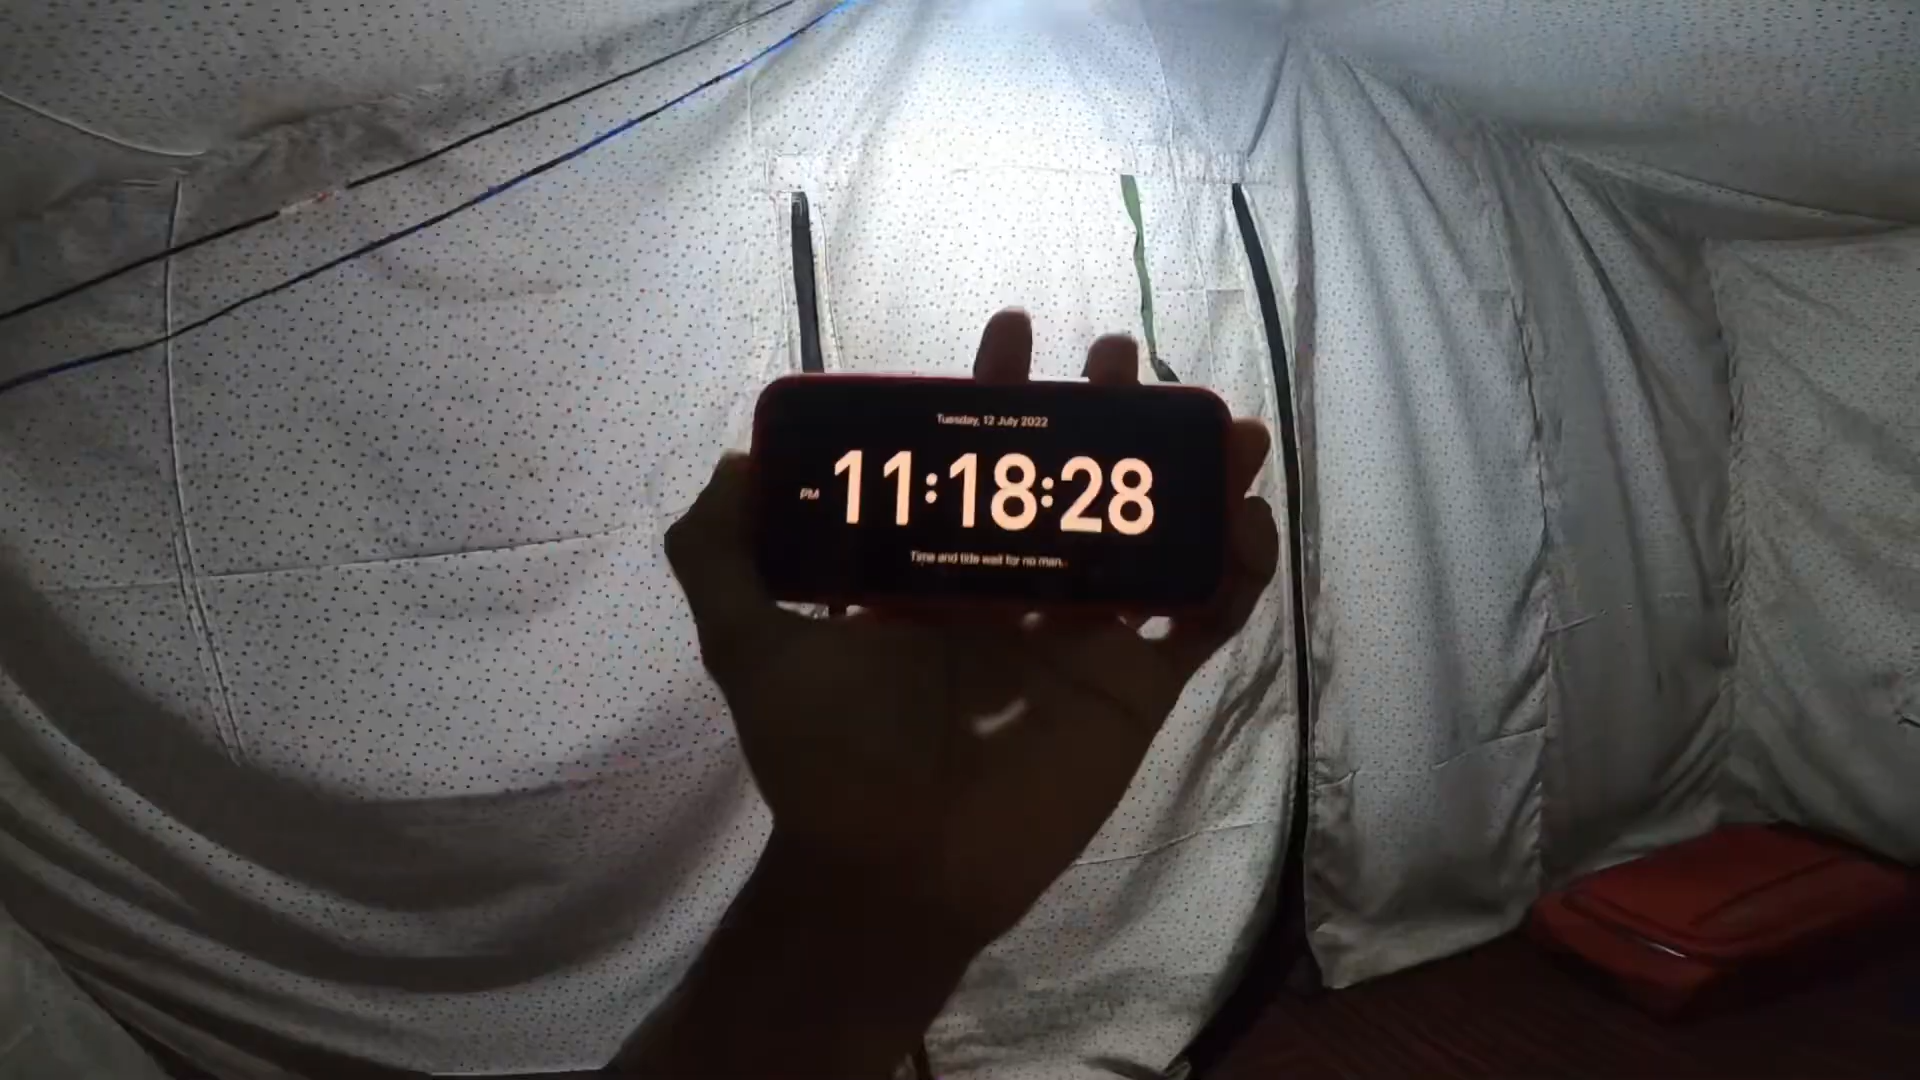 Tuesday, 12 July 2022
PM 11:18:28
Time and tide wait for no man.